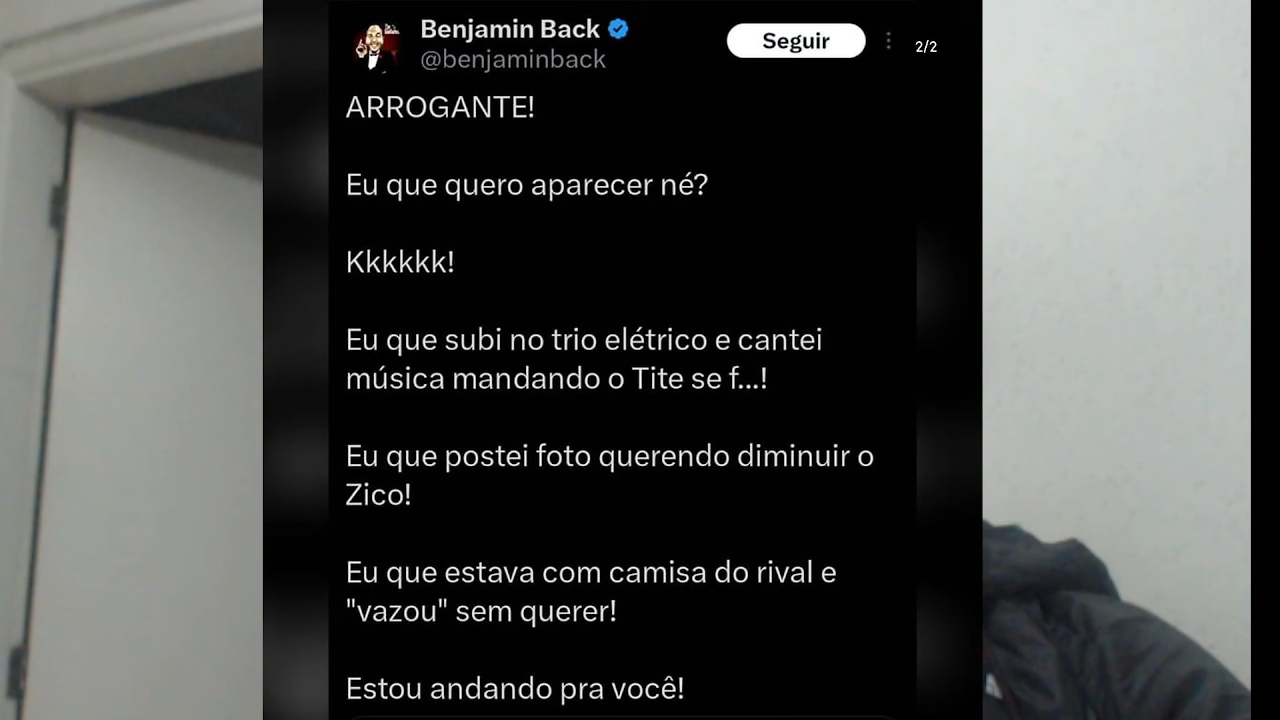 Benjamin Back
Seguir
2/2
@benjaminback
ARROGANTE!
Eu que quero aparecer né?
Kkkkkk!
Eu que subi no trio elétrico e cantei
música mandando o Tite se f...!
Eu que postei foto querendo diminuir o
Zico!
Eu que estava com camisa do rival e
"vazou" sem querer!
Estou andando pra você!